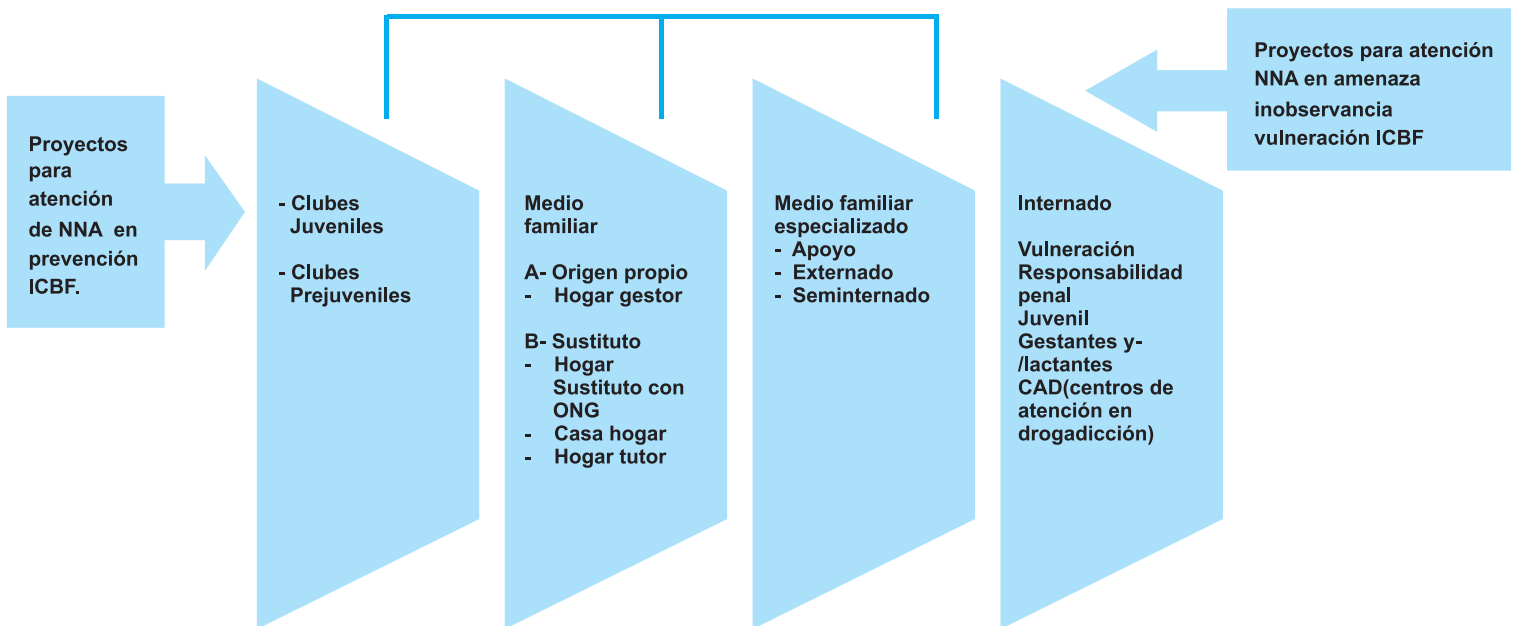 Proyectos
para
atención
de NNA en
prevención
ICBF.
- Clubes
Juveniles
- Clubes
Prejuveniles
Medio
familiar
A- Origen propio
- Hogar gestor
B- Sustituto
- Hogar
Sustituto con
ONG
- Casa hogar
- Hogar tutor
Medio familiar
especializado
- Apoyo
- Externado
- Seminternado
Internado
Vulneración
Responsabilidad
penal
Juvenil
Gestantes y-
/lactantes
CAD(centros de
atención en
drogadicción)
Proyectos para atención
NNA en amenaza
inobservancia
vulneración ICBF